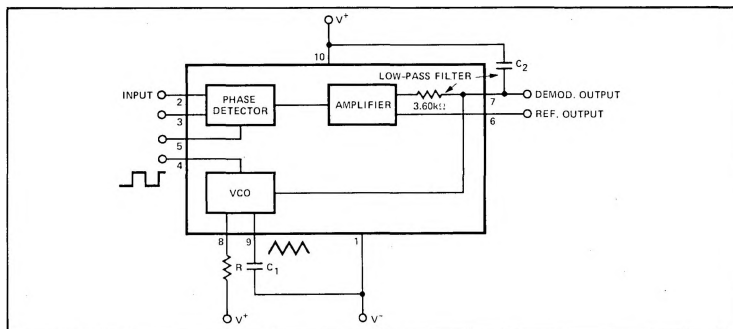 V+
10
C2
LOW-PASS FILTER
INPUT
2
PHASE DETECTOR
AMPLIFIER
3.60kΩ
7
DEMOD. OUTPUT
3
6
REF. OUTPUT
5
4
VCO
8
9
1
R
C1
V+
V-